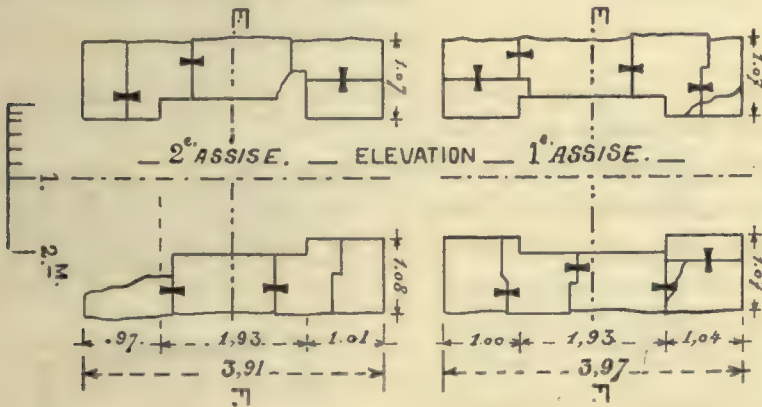 E. E.
1.07 1.07
2e. ASSISE. ELEVATION 1e. ASSISE.
1.
2. M.
1.08 1.07
.97. 1,93. 1.01 1.00 1,93. 1,04
3,91 3,97
F. F.